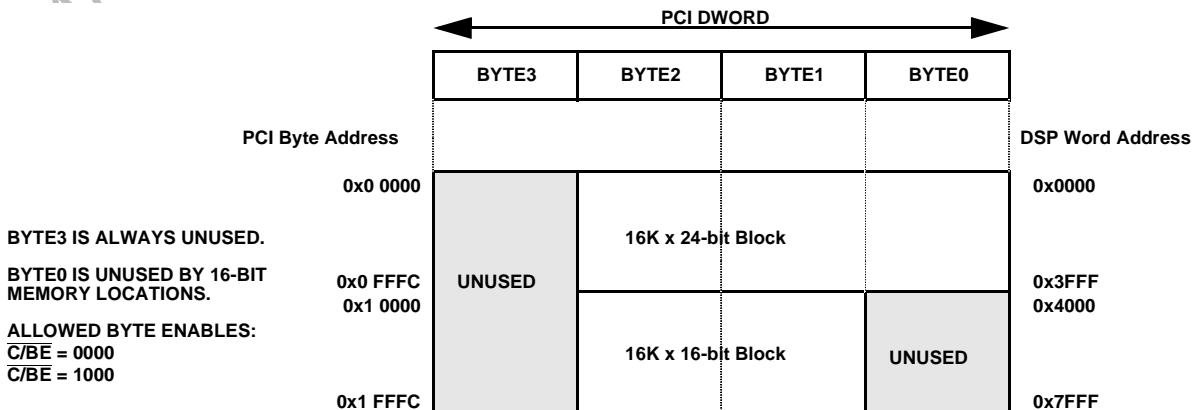 PCI DWORD
BYTE3 BYTE2 BYTE1 BYTE0
PCI Byte Address DSP Word Address
0x0 0000 0x0000
BYTE3 IS ALWAYS UNUSED. 16K x 24-bit Block
BYTE0 IS UNUSED BY 16-BIT
MEMORY LOCATIONS.
0x0 FFFC UNUSED 0x3FFF
0x1 0000 0x4000
ALLOWED BYTE ENABLES:
C/BE = 0000
C/BE = 1000
16K x 16-bit Block UNUSED
0x1 FFFC 0x7FFF